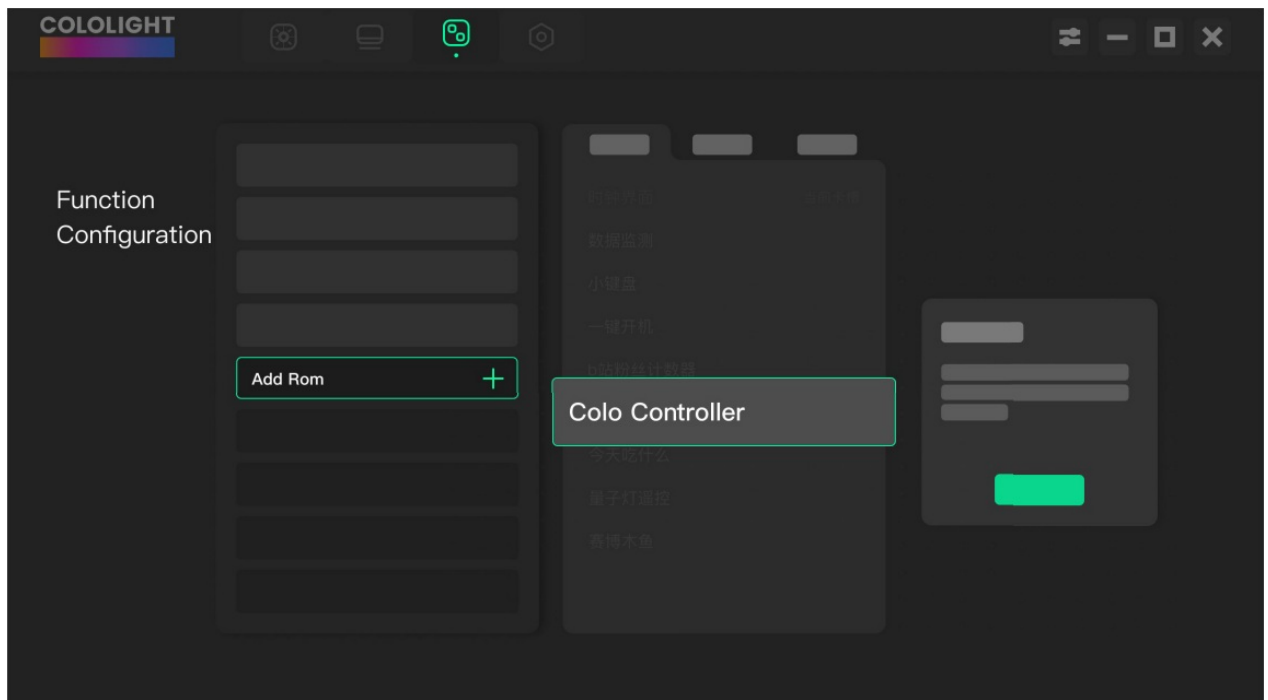 COLOLIGHT
Function
Configuration
Add Rom
数据监测
小键盘
一键开机
b站粉丝计数器
Colo Controller
今天吃什么
量子灯遥控
赛博木鱼